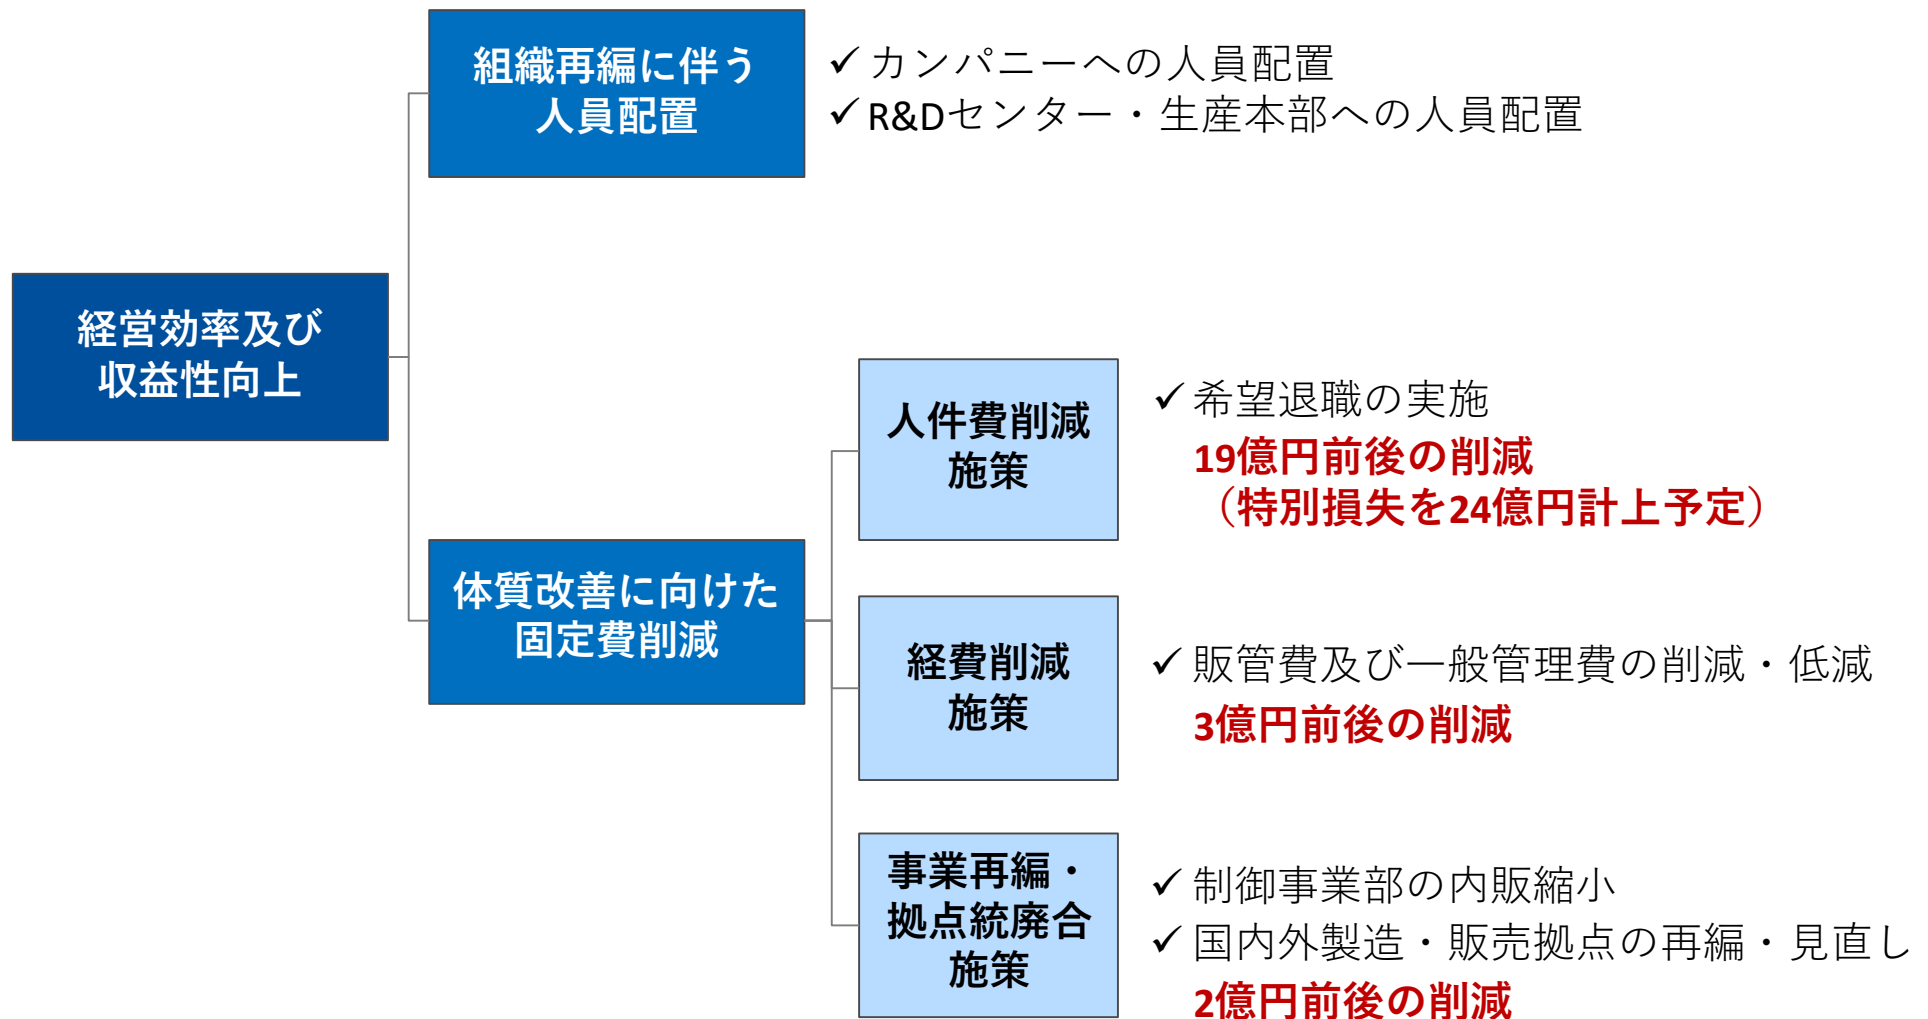 組織再編に伴う
人員配置
✓カンパニーへの人員配置
✓R&Dセンター・生産本部への人員配置
経営効率及び
収益性向上
体質改善に向けた
固定費削減
人件費削減
施策
✓希望退職の実施
19億円前後の削減
（特別損失を24億円計上予定）
経費削減
施策
✓販管費及び一般管理費の削減・低減
3億円前後の削減
事業再編・
拠点統廃合
施策
✓制御事業部の内販縮小
✓国内外製造・販売拠点の再編・見直し
2億円前後の削減